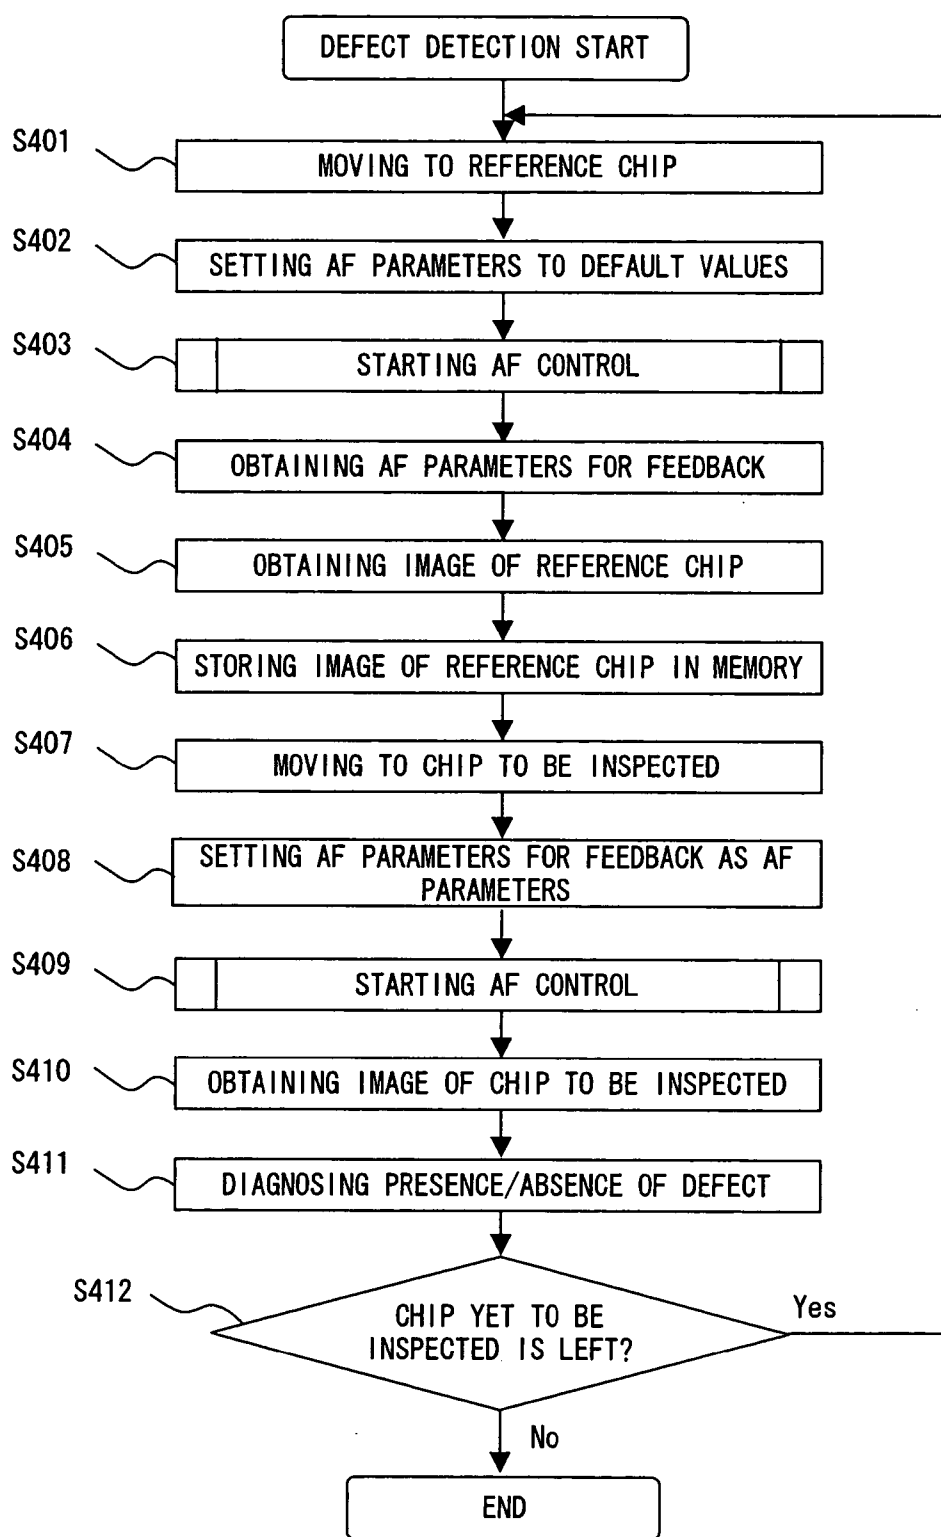 DEFECT DETECTION START
S401
MOVING TO REFERENCE CHIP
S402
SETTING AF PARAMETERS TO DEFAULT VALUES
S403
STARTING AF CONTROL
S404
OBTAINING AF PARAMETERS FOR FEEDBACK
S405
OBTAINING IMAGE OF REFERENCE CHIP
S406
STORING IMAGE OF REFERENCE CHIP IN MEMORY
S407
MOVING TO CHIP TO BE INSPECTED
S408
SETTING AF PARAMETERS FOR FEEDBACK AS AF
PARAMETERS
S409
STARTING AF CONTROL
S410
OBTAINING IMAGE OF CHIP TO BE INSPECTED
S411
DIAGNOSING PRESENCE/ABSENCE OF DEFECT
S412
CHIP YET TO BE
INSPECTED IS LEFT?
Yes
No
END